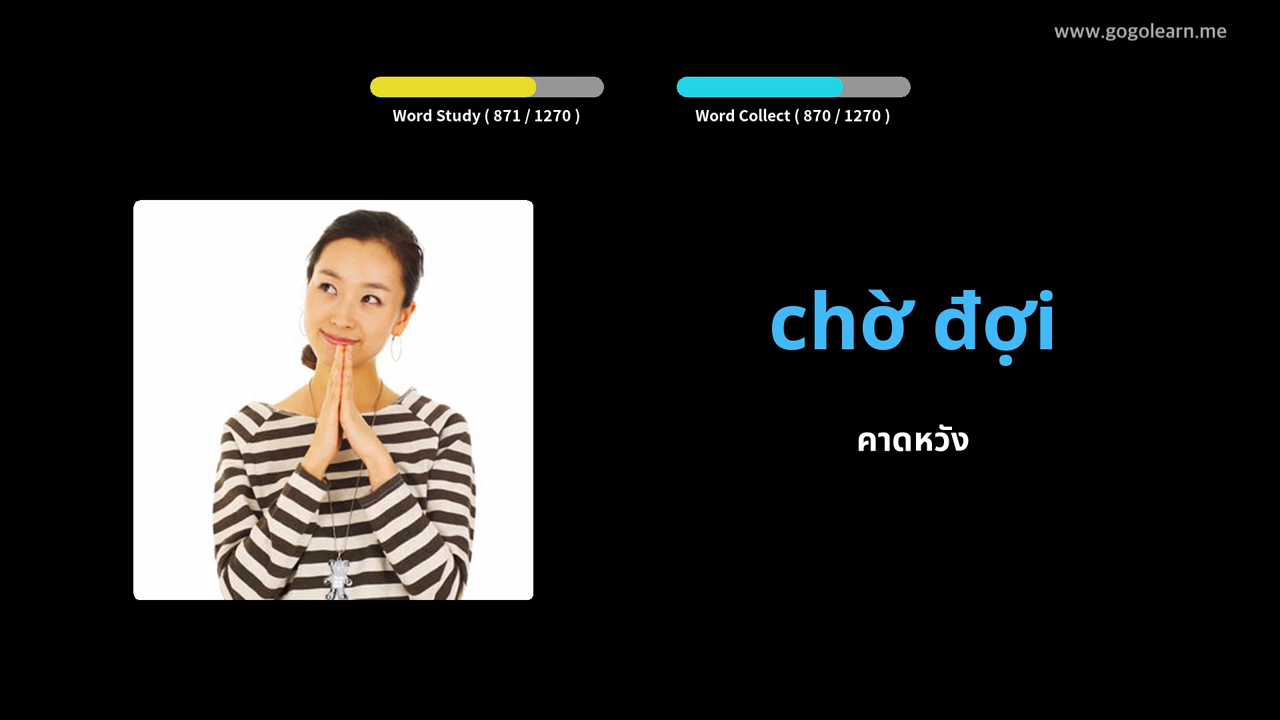 www.gogolearn.me
Word Study ( 871 / 1270 )
Word Collect ( 870 / 1270 )
chờ đợi
คาดหวัง